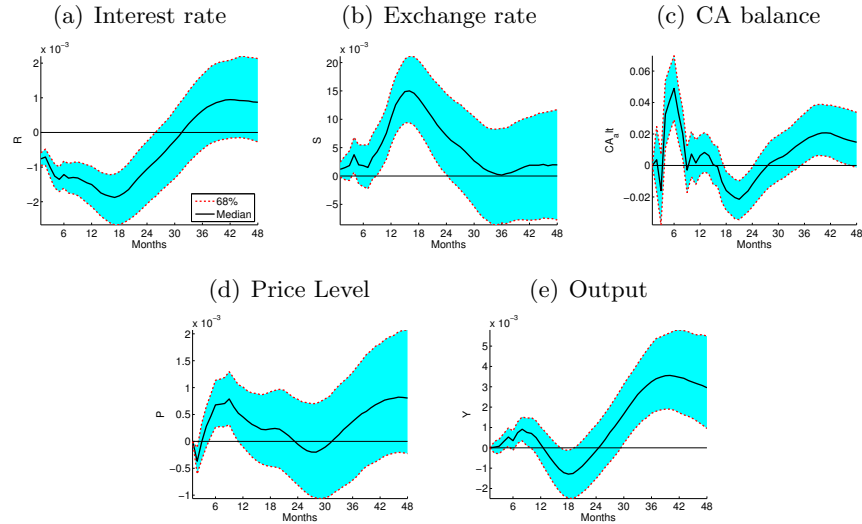 (a) Interest rate
x 10⁻³
2
1
0
−1
−2
R
6 12 18 24 30 36 42 48
Months
68%
Median
(b) Exchange rate
x 10⁻³
20
15
10
5
0
−5
S
6 12 18 24 30 36 42 48
Months
(c) CA balance
0.06
0.04
0.02
0
−0.02
CAₐlt
6 12 18 24 30 36 42 48
Months
(d) Price Level
x 10⁻³
2
1.5
1
0.5
0
−0.5
−1
P
6 12 18 24 30 36 42 48
Months
(e) Output
x 10⁻³
5
4
3
2
1
0
−1
−2
Y
6 12 18 24 30 36 42 48
Months